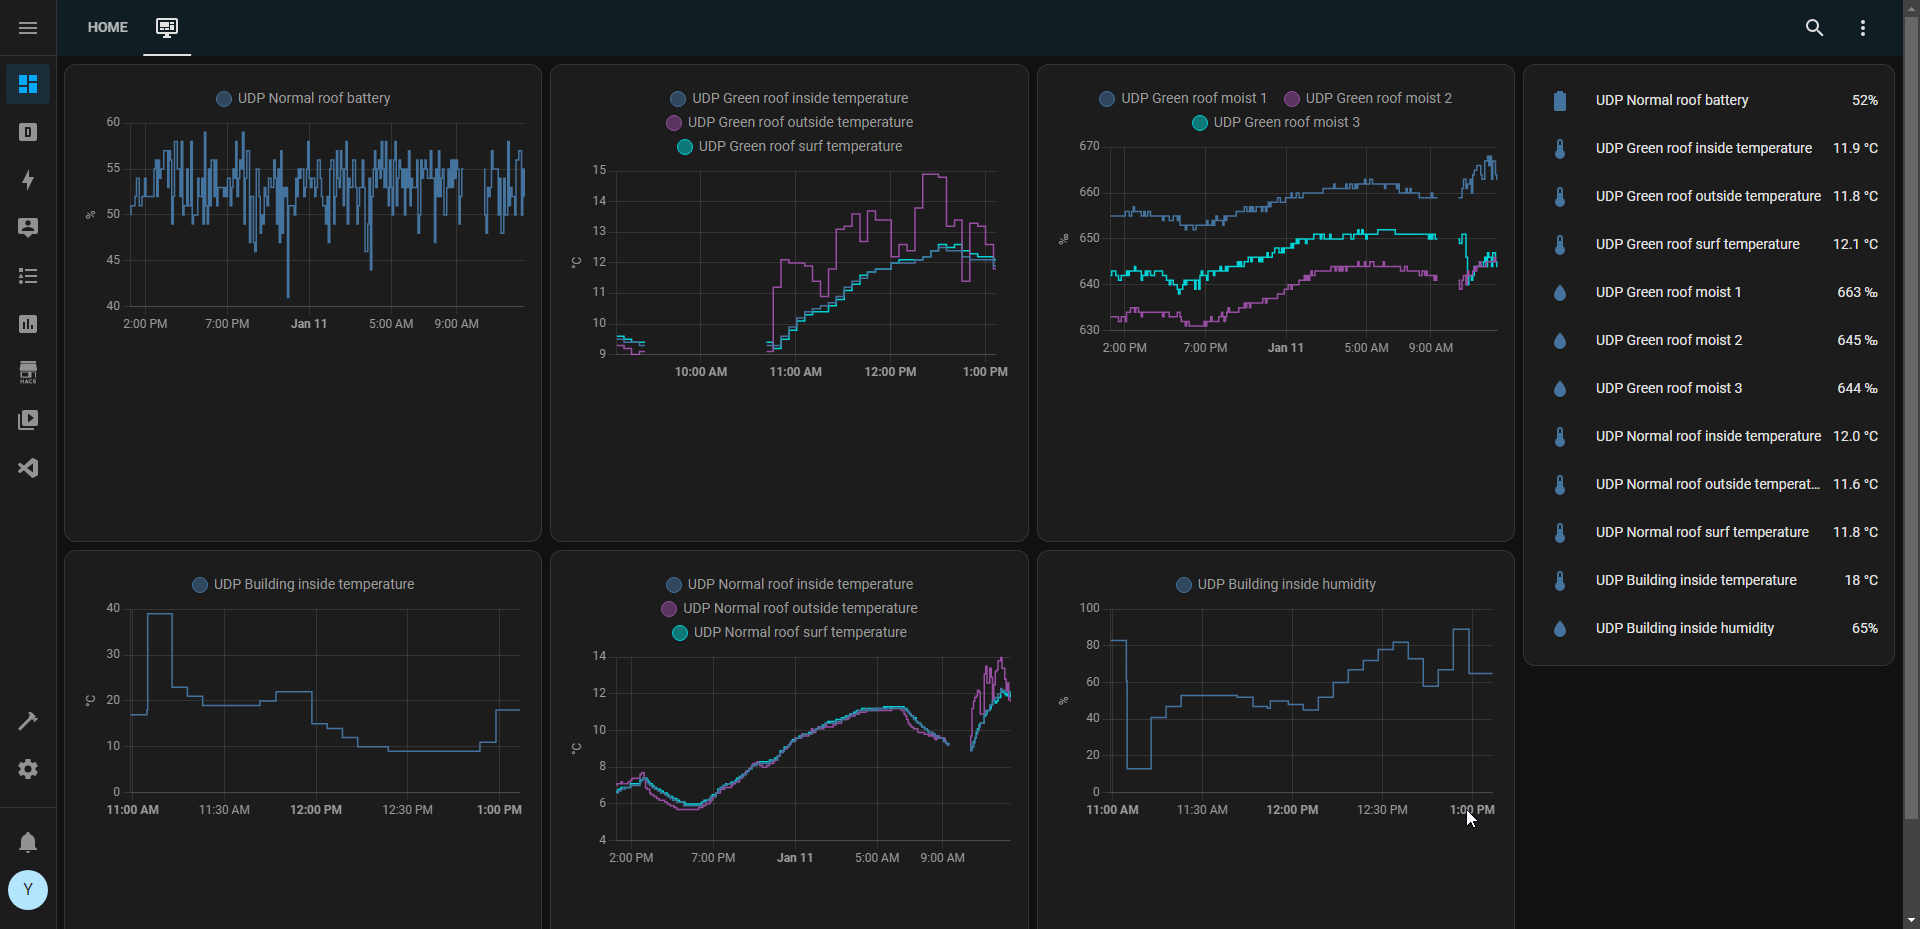 HOME
UDP Normal roof battery
60
55
50
45
40
%
2:00 PM 7:00 PM Jan 11 5:00 AM 9:00 AM
UDP Green roof inside temperature
UDP Green roof outside temperature
UDP Green roof surf temperature
15
14
13
12
11
10
9
°C
10:00 AM 11:00 AM 12:00 PM 1:00 PM
UDP Green roof moist 1 UDP Green roof moist 2
UDP Green roof moist 3
670
660
650
640
630
‰
2:00 PM 7:00 PM Jan 11 5:00 AM 9:00 AM
UDP Normal roof battery 52%
UDP Green roof inside temperature 11.9 °C
UDP Green roof outside temperature 11.8 °C
UDP Green roof surf temperature 12.1 °C
UDP Green roof moist 1 663 ‰
UDP Green roof moist 2 645 ‰
UDP Green roof moist 3 644 ‰
UDP Normal roof inside temperature 12.0 °C
UDP Normal roof outside temperat... 11.6 °C
UDP Normal roof surf temperature 11.8 °C
UDP Building inside temperature 18 °C
UDP Building inside humidity 65%
D
HACS
Y
UDP Building inside temperature
40
30
20
10
0
°C
11:00 AM 11:30 AM 12:00 PM 12:30 PM 1:00 PM
UDP Normal roof inside temperature
UDP Normal roof outside temperature
UDP Normal roof surf temperature
14
12
10
8
6
4
°C
2:00 PM 7:00 PM Jan 11 5:00 AM 9:00 AM
UDP Building inside humidity
100
80
60
40
20
0
%
11:00 AM 11:30 AM 12:00 PM 12:30 PM 1:00 PM